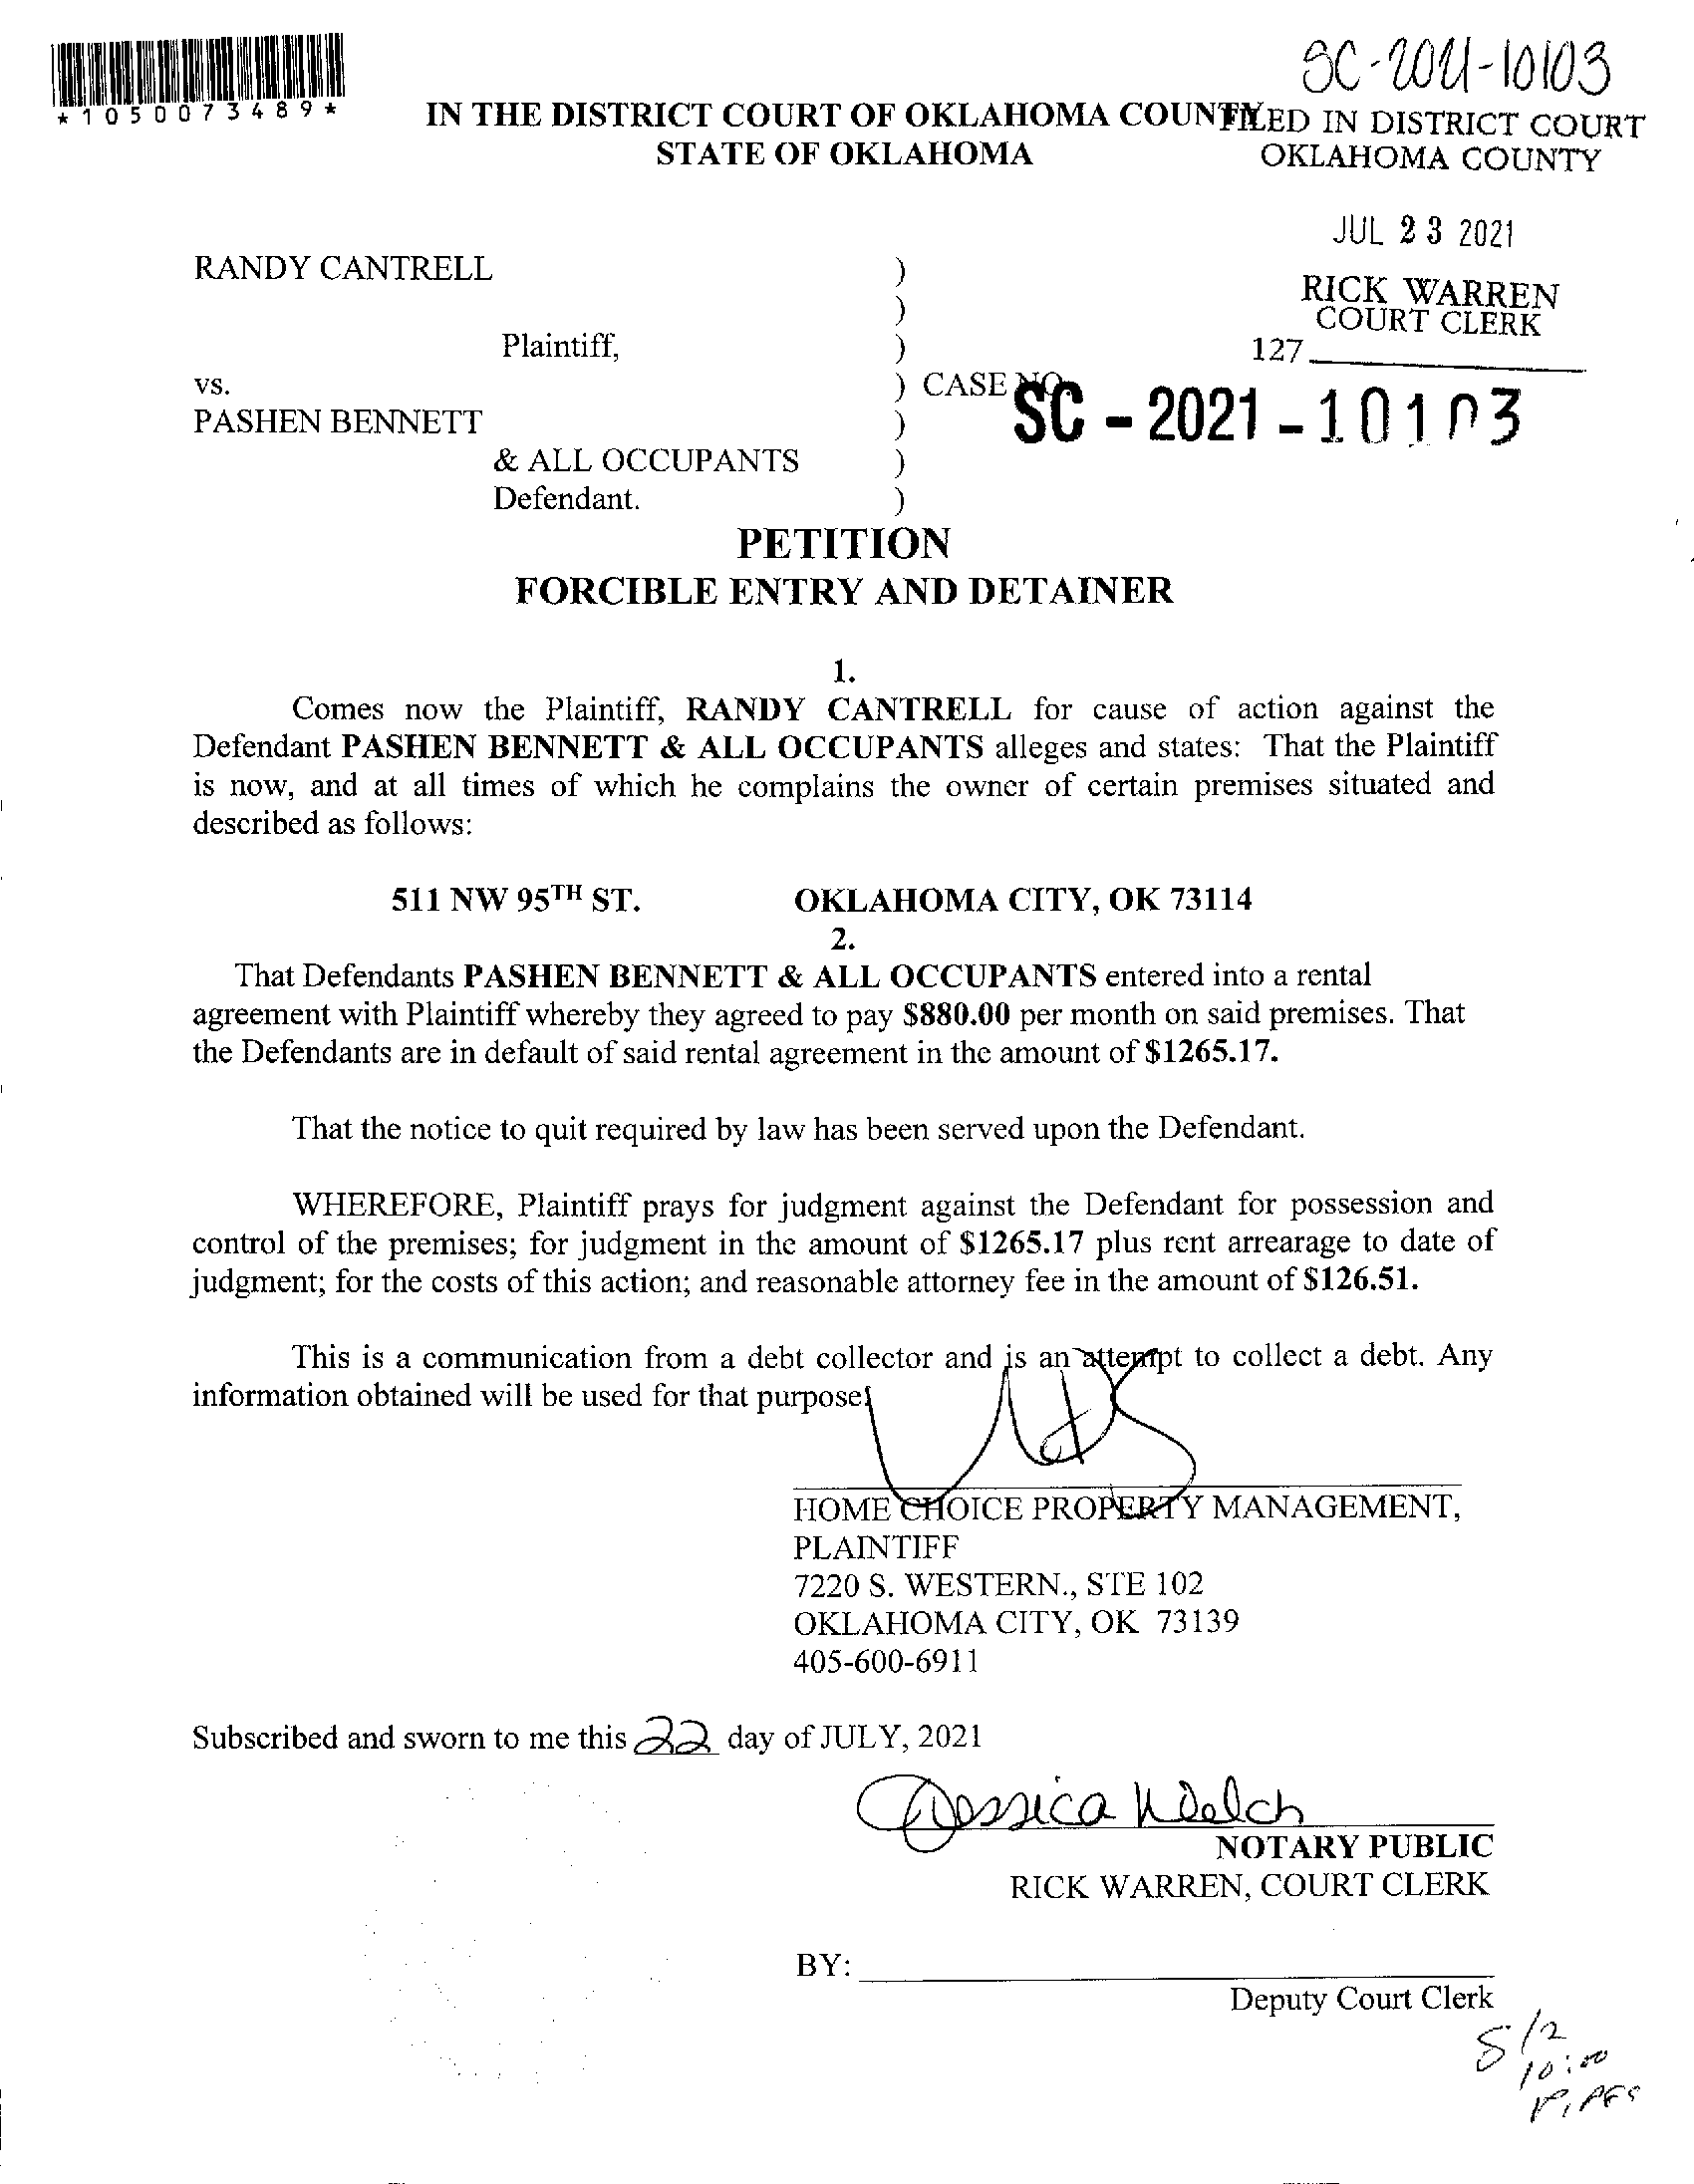 SC-2021-10103
*1050073489*
IN THE DISTRICT COURT OF OKLAHOMA COUNTY
STATE OF OKLAHOMA
FILED IN DISTRICT COURT
OKLAHOMA COUNTY
JUL 23 2021
RICK WARREN
COURT CLERK
127
RANDY CANTRELL )
)
Plaintiff, )
vs. ) CASE NO.
SC - 2021 - 10103
PASHEN BENNETT )
& ALL OCCUPANTS )
Defendant. )
PETITION
FORCIBLE ENTRY AND DETAINER
1.
Comes now the Plaintiff, RANDY CANTRELL for cause of action against the
Defendant PASHEN BENNETT & ALL OCCUPANTS alleges and states: That the Plaintiff
is now, and at all times of which he complains the owner of certain premises situated and
described as follows:
511 NW 95TH ST. OKLAHOMA CITY, OK 73114
2.
That Defendants PASHEN BENNETT & ALL OCCUPANTS entered into a rental
agreement with Plaintiff whereby they agreed to pay $880.00 per month on said premises. That
the Defendants are in default of said rental agreement in the amount of $1265.17.
That the notice to quit required by law has been served upon the Defendant.
WHEREFORE, Plaintiff prays for judgment against the Defendant for possession and
control of the premises; for judgment in the amount of $1265.17 plus rent arrearage to date of
judgment; for the costs of this action; and reasonable attorney fee in the amount of $126.51.
This is a communication from a debt collector and is an attempt to collect a debt. Any
information obtained will be used for that purpose.
HOME CHOICE PROPERTY MANAGEMENT,
PLAINTIFF
7220 S. WESTERN., STE 102
OKLAHOMA CITY, OK 73139
405-600-6911
Subscribed and sworn to me this 22 day of JULY, 2021
Jessica Welch
NOTARY PUBLIC
RICK WARREN, COURT CLERK
BY:
Deputy Court Clerk
10:00